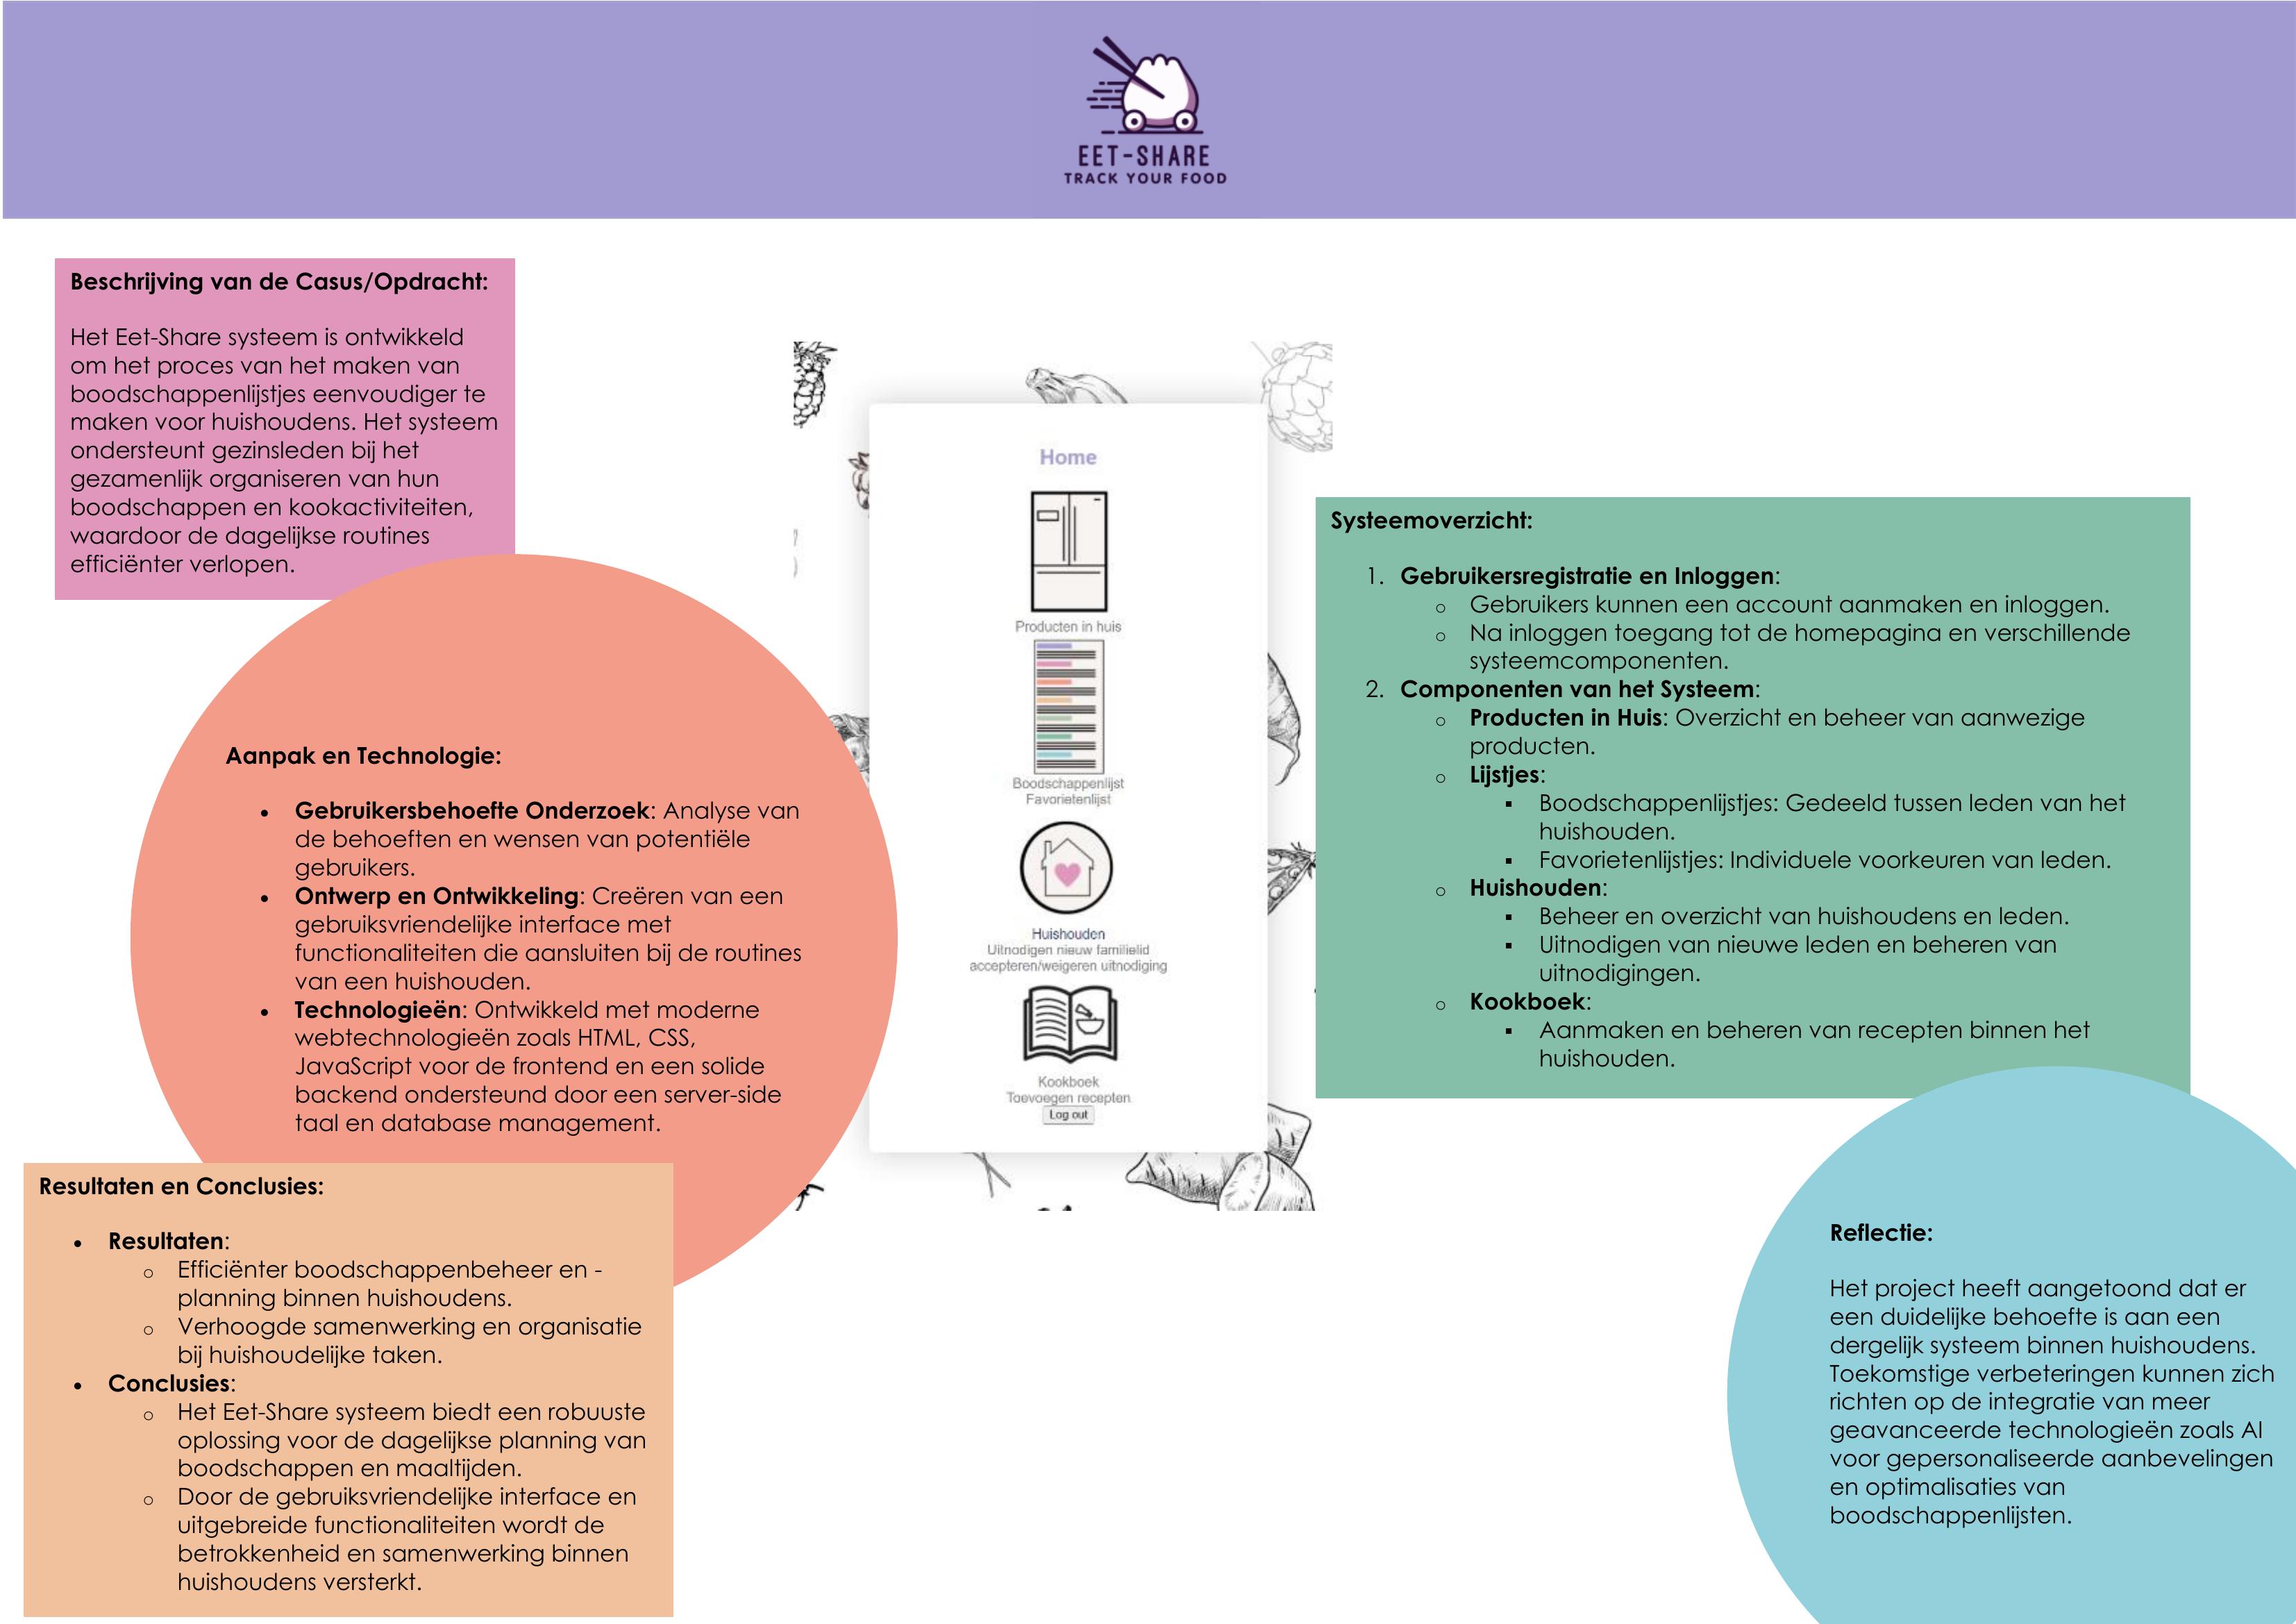 EET-SHARE
TRACK YOUR FOOD
Beschrijving van de Casus/Opdracht:
Het Eet-Share systeem is ontwikkeld
om het proces van het maken van
boodschappenlijstjes eenvoudiger te
maken voor huishoudens. Het systeem
ondersteunt gezinsleden bij het
gezamenlijk organiseren van hun
boodschappen en kookactiviteiten,
waardoor de dagelijkse routines
efficiënter verlopen.
Aanpak en Technologie:
• Gebruikersbehoefte Onderzoek: Analyse van
de behoeften en wensen van potentiële
gebruikers.
• Ontwerp en Ontwikkeling: Creëren van een
gebruiksvriendelijke interface met
functionaliteiten die aansluiten bij de routines
van een huishouden.
• Technologieën: Ontwikkeld met moderne
webtechnologieën zoals HTML, CSS,
JavaScript voor de frontend en een solide
backend ondersteund door een server-side
taal en database management.
Resultaten en Conclusies:
• Resultaten:
o Efficiënter boodschappenbeheer en -
planning binnen huishoudens.
o Verhoogde samenwerking en organisatie
bij huishoudelijke taken.
• Conclusies:
o Het Eet-Share systeem biedt een robuuste
oplossing voor de dagelijkse planning van
boodschappen en maaltijden.
o Door de gebruiksvriendelijke interface en
uitgebreide functionaliteiten wordt de
betrokkenheid en samenwerking binnen
huishoudens versterkt.
Home
Producten in huis
Boodschappenlijst
Favorietenlijst
Huishouden
Uitnodigen nieuw familielid
accepteren/weigeren uitnodiging
Kookboek
Toevoegen recepten
Log out
Systeemoverzicht:
1. Gebruikersregistratie en Inloggen:
o Gebruikers kunnen een account aanmaken en inloggen.
o Na inloggen toegang tot de homepagina en verschillende
systeemcomponenten.
2. Componenten van het Systeem:
o Producten in Huis: Overzicht en beheer van aanwezige
producten.
o Lijstjes:
▪ Boodschappenlijstjes: Gedeeld tussen leden van het
huishouden.
▪ Favorietenlijstjes: Individuele voorkeuren van leden.
o Huishouden:
▪ Beheer en overzicht van huishoudens en leden.
▪ Uitnodigen van nieuwe leden en beheren van
uitnodigingen.
o Kookboek:
▪ Aanmaken en beheren van recepten binnen het
huishouden.
Reflectie:
Het project heeft aangetoond dat er
een duidelijke behoefte is aan een
dergelijk systeem binnen huishoudens.
Toekomstige verbeteringen kunnen zich
richten op de integratie van meer
geavanceerde technologieën zoals AI
voor gepersonaliseerde aanbevelingen
en optimalisaties van
boodschappenlijsten.